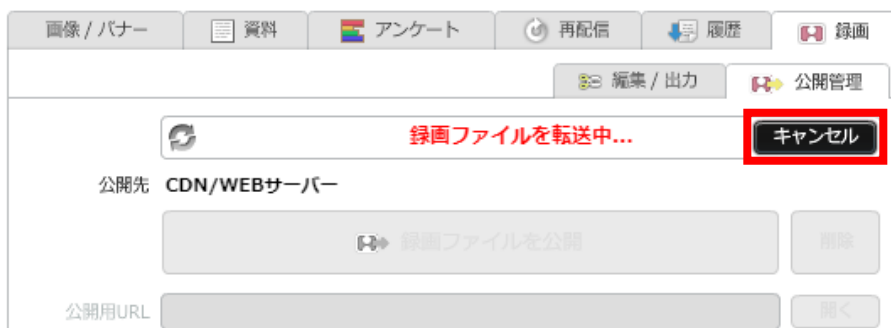 画像 / バナー 資料 アンケート 再配信 履歴 録画
編集 / 出力 公開管理
録画ファイルを転送中... キャンセル
公開先 CDN/WEBサーバー
録画ファイルを公開 削除
公開用URL 開く